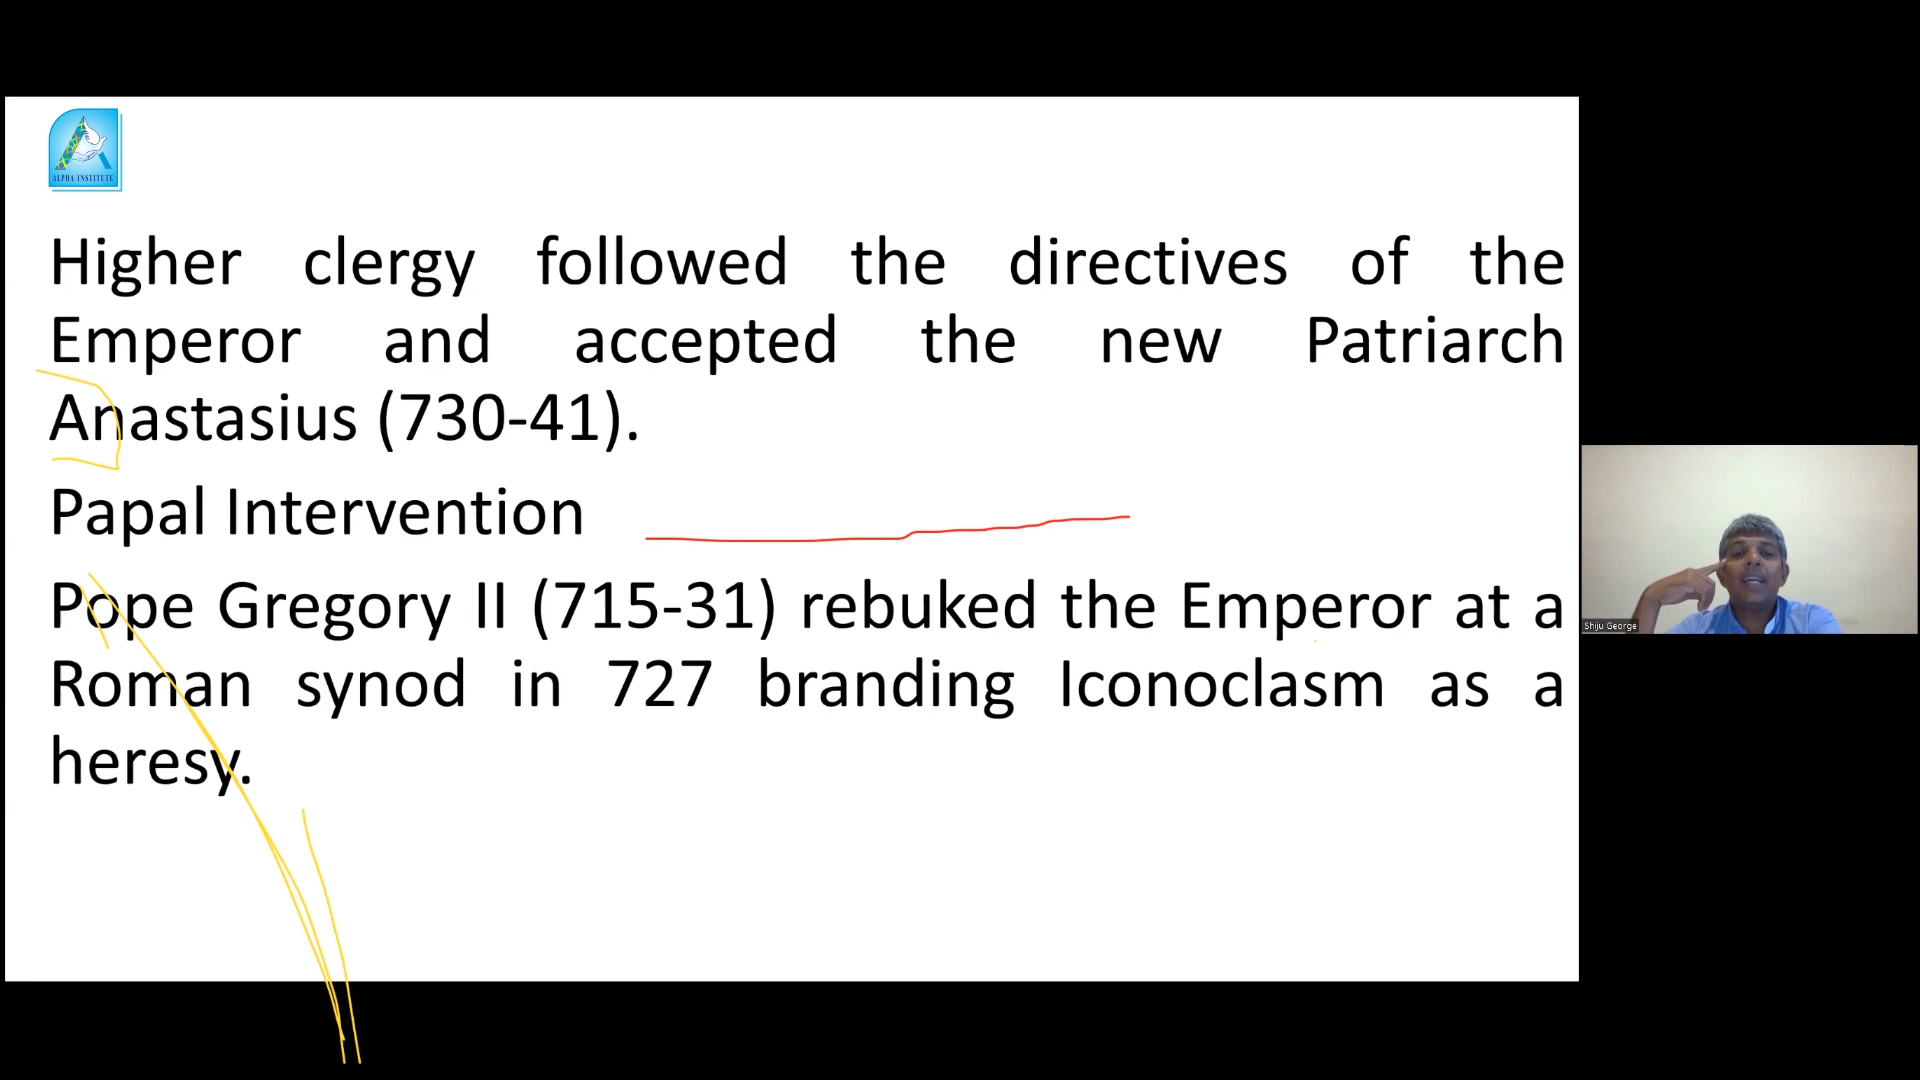 ALPHA INSTITUTE
Higher clergy followed the directives of the
Emperor and accepted the new Patriarch
Anastasius (730-41).
Papal Intervention
Pope Gregory II (715-31) rebuked the Emperor at a
Roman synod in 727 branding Iconoclasm as a
heresy.
Shiju George